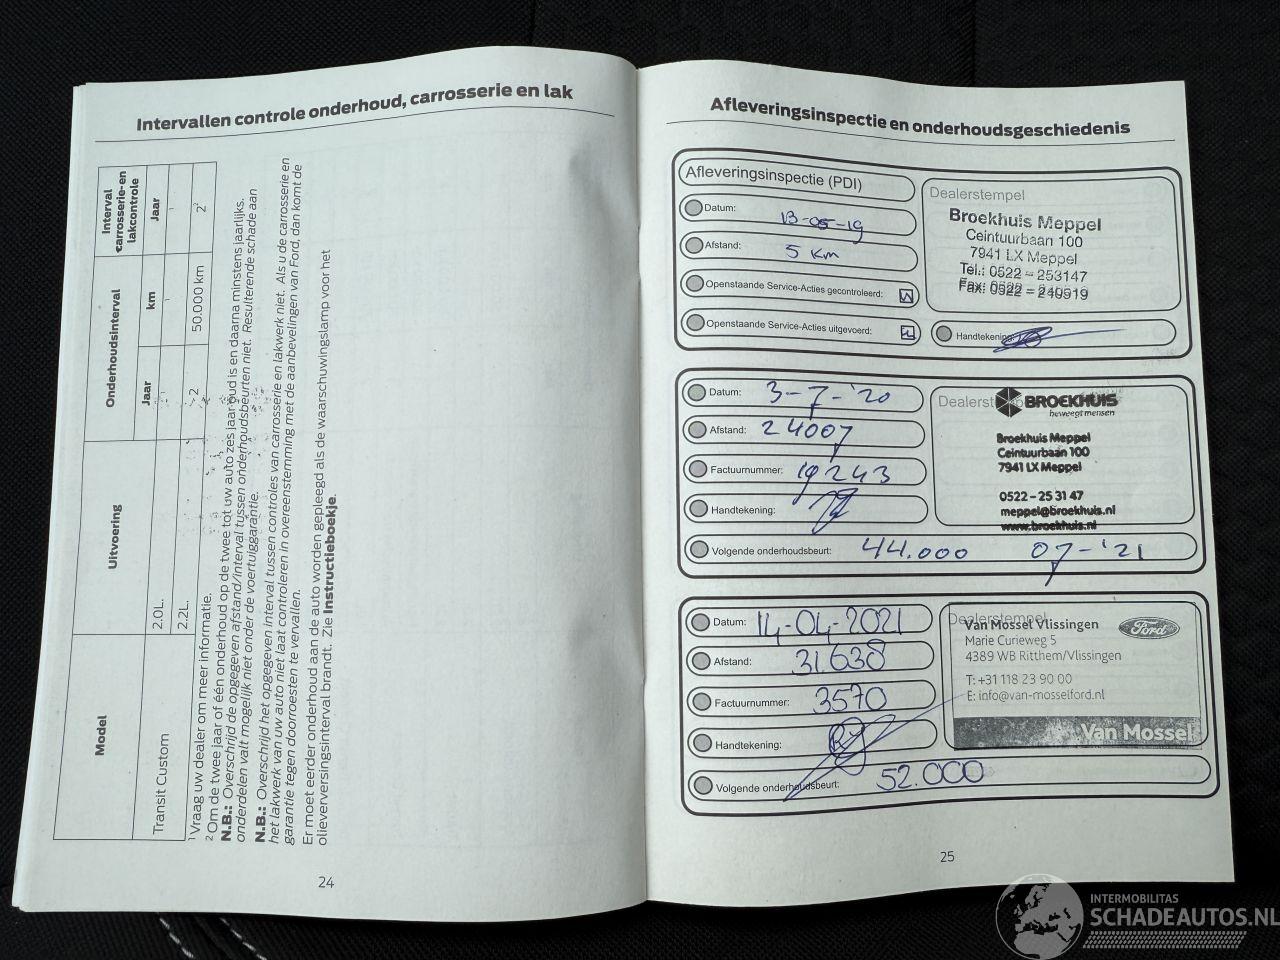 Intervallen controle onderhoud, carrosserie en lak
Model
Uitvoering
Onderhoudsinterval
Interval
carrosserie-en
lakcontrole
Jaar
km
Jaar
Transit Custom
2.0L.
1
1
1
2.2L.
2
50.000 km
2²
¹ Vraag uw dealer om meer informatie.
² Om de twee jaar of één onderhoud op de twee tot uw auto zes jaar oud is en daarna minstens jaarlijks.
N.B.: Overschrijd de opgegeven afstand/interval tussen onderhoudsbeurten niet. Resulterende schade aan
onderdelen valt mogelijk niet onder de voertuiggarantie.
N.B.: Overschrijd het opgegeven interval tussen controles van carrosserie en lakwerk niet. Als u de carrosserie en
het lakwerk van uw auto niet laat controleren in overeenstemming met de aanbevelingen van Ford, dan komt de
garantie tegen doorroesten te vervallen.
Er moet eerder onderhoud aan de auto worden gepleegd als de waarschuwingslamp voor het
olieverversingsinterval brandt. Zie Instructieboekje.
24
Afleveringsinspectie en onderhoudsgeschiedenis
Afleveringsinspectie (PDI)
Datum: 13-05-19
Afstand: 5 km
Openstaande Service-Acties gecontroleerd:
Openstaande Service-Acties uitgevoerd:
Dealerstempel
Broekhuis Meppel
Ceintuurbaan 100
7941 LX Meppel
Tel.: 0522 - 253147
Fax: 0522 - 240519
Handtekening:
Datum: 3-7-'20
Afstand: 24007
Factuurnummer: 19243
Handtekening:
Dealerstempel
BROEKHUIS
beweegt mensen
Broekhuis Meppel
Ceintuurbaan 100
7941 LX Meppel
0522 - 25 31 47
meppel@broekhuis.nl
www.broekhuis.nl
Volgende onderhoudsbeurt: 44.000 07-'21
Datum: 14-04-2021
Afstand: 31.638
Factuurnummer: 3570
Handtekening:
Dealerstempel
Van Mossel Vlissingen
Ford
Marie Curieweg 5
4389 WB Ritthem/Vlissingen
T: +31 118 23 90 00
E: info@van-mosselford.nl
Van Mossel
Volgende onderhoudsbeurt: 52.000
25
INTERMOBILITAS
SCHADEAUTOS.NL